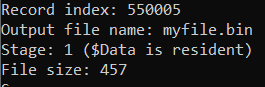 Record index: 550005
Output file name: myfile.bin
Stage: 1 ($Data is resident)
File size: 457